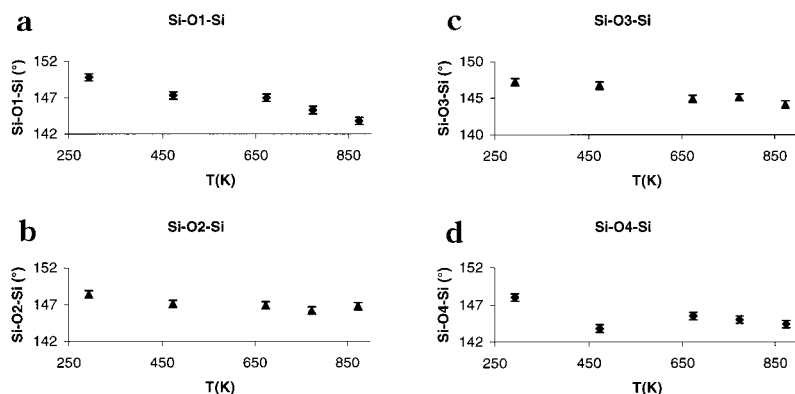 a
Si-O1-Si
Si-O1-Si (°)
152
147
142
250 450 650 850
T(K)
c
Si-O3-Si
Si-O3-Si (°)
150
145
140
250 450 650 850
T(K)
b
Si-O2-Si
Si-O2-Si (°)
152
147
142
250 450 650 850
T(K)
d
Si-O4-Si
Si-O4-Si (°)
152
147
142
250 450 650 850
T(K)